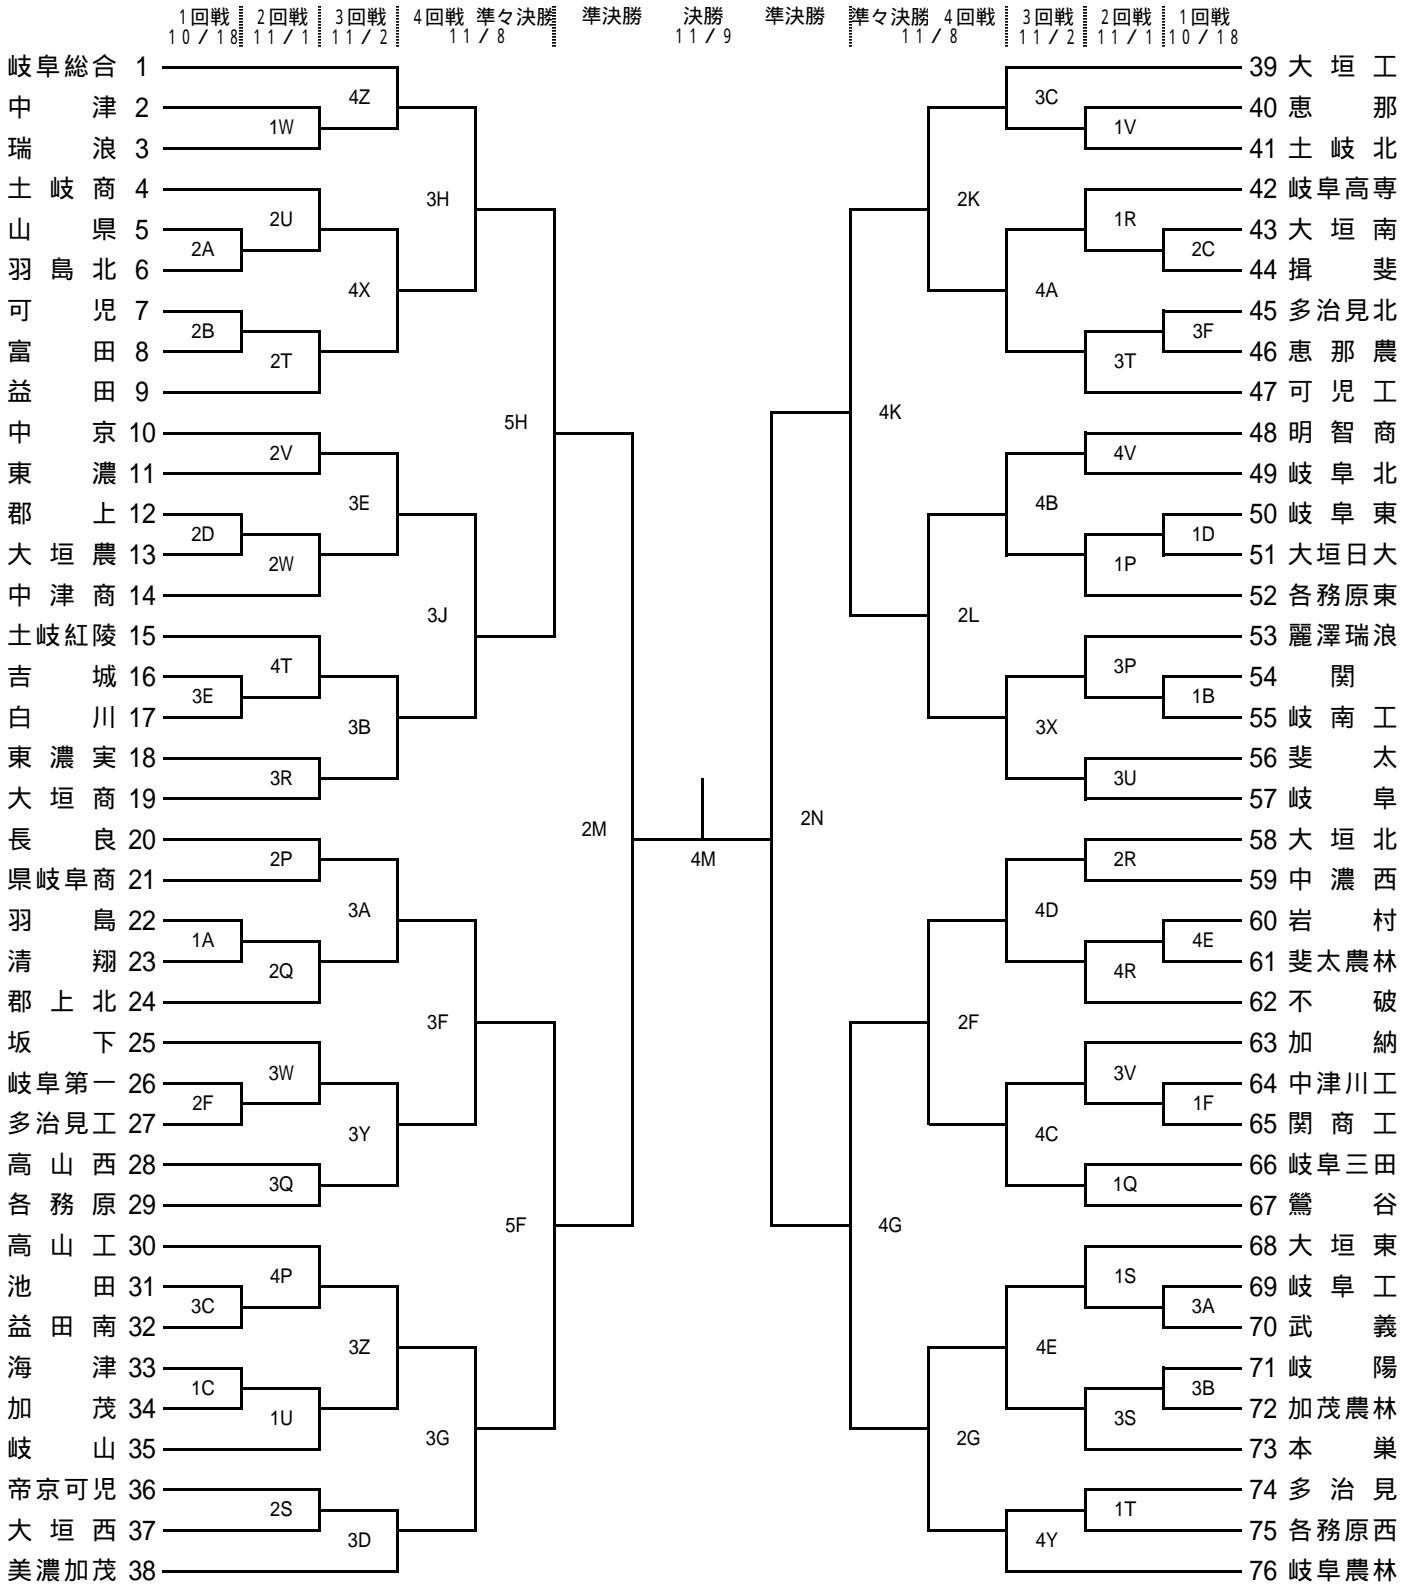 1回戦 2回戦 3回戦 4回戦 準々決勝 準決勝 決勝 準決勝 準々決勝 4回戦 3回戦 2回戦 1回戦
10/18 11/1 11/2 11/8 11/9 11/8 11/2 11/1 10/18
岐阜総合 1
中津 2
瑞浪 3
土岐商 4
山県 5
羽島北 6
可児 7
富田 8
益田 9
中京 10
東濃 11
郡上 12
大垣農 13
中津商 14
土岐紅陵 15
吉城 16
白川 17
東濃実 18
大垣商 19
長良 20
県岐阜商 21
羽島 22
清翔 23
郡上北 24
坂下 25
岐阜第一 26
多治見工 27
高山西 28
各務原 29
高山工 30
池田 31
益田南 32
海津 33
加茂 34
岐山 35
帝京可児 36
大垣西 37
美濃加茂 38
2A
2B
2D
3E
1A
2F
3C
1C
1W
2U
2T
2V
2W
4T
3R
2P
2Q
3W
3Q
4P
1U
2S
4Z
4X
3E
3B
3A
3Y
3Z
3D
3H
3J
3F
3G
5H
5F
2M
4M
2N
4K
4G
2K
2L
2F
2G
3C
4A
4B
3X
4D
4C
4E
4Y
1V
1R
3T
4V
1P
3P
3U
2R
4R
3V
1Q
1S
3S
1T
2C
3F
1D
1B
4E
1F
3A
3B
39 大垣工
40 恵那
41 土岐北
42 岐阜高専
43 大垣南
44 揖斐
45 多治見北
46 恵那農
47 可児工
48 明智商
49 岐阜北
50 岐阜東
51 大垣日大
52 各務原東
53 麗澤瑞浪
54 関
55 岐南工
56 斐太
57 岐阜
58 大垣北
59 中濃西
60 岩村
61 斐太農林
62 不破
63 加納
64 中津川工
65 関商工
66 岐阜三田
67 鶯谷
68 大垣東
69 岐阜工
70 武義
71 岐陽
72 加茂農林
73 本巣
74 多治見
75 各務原西
76 岐阜農林